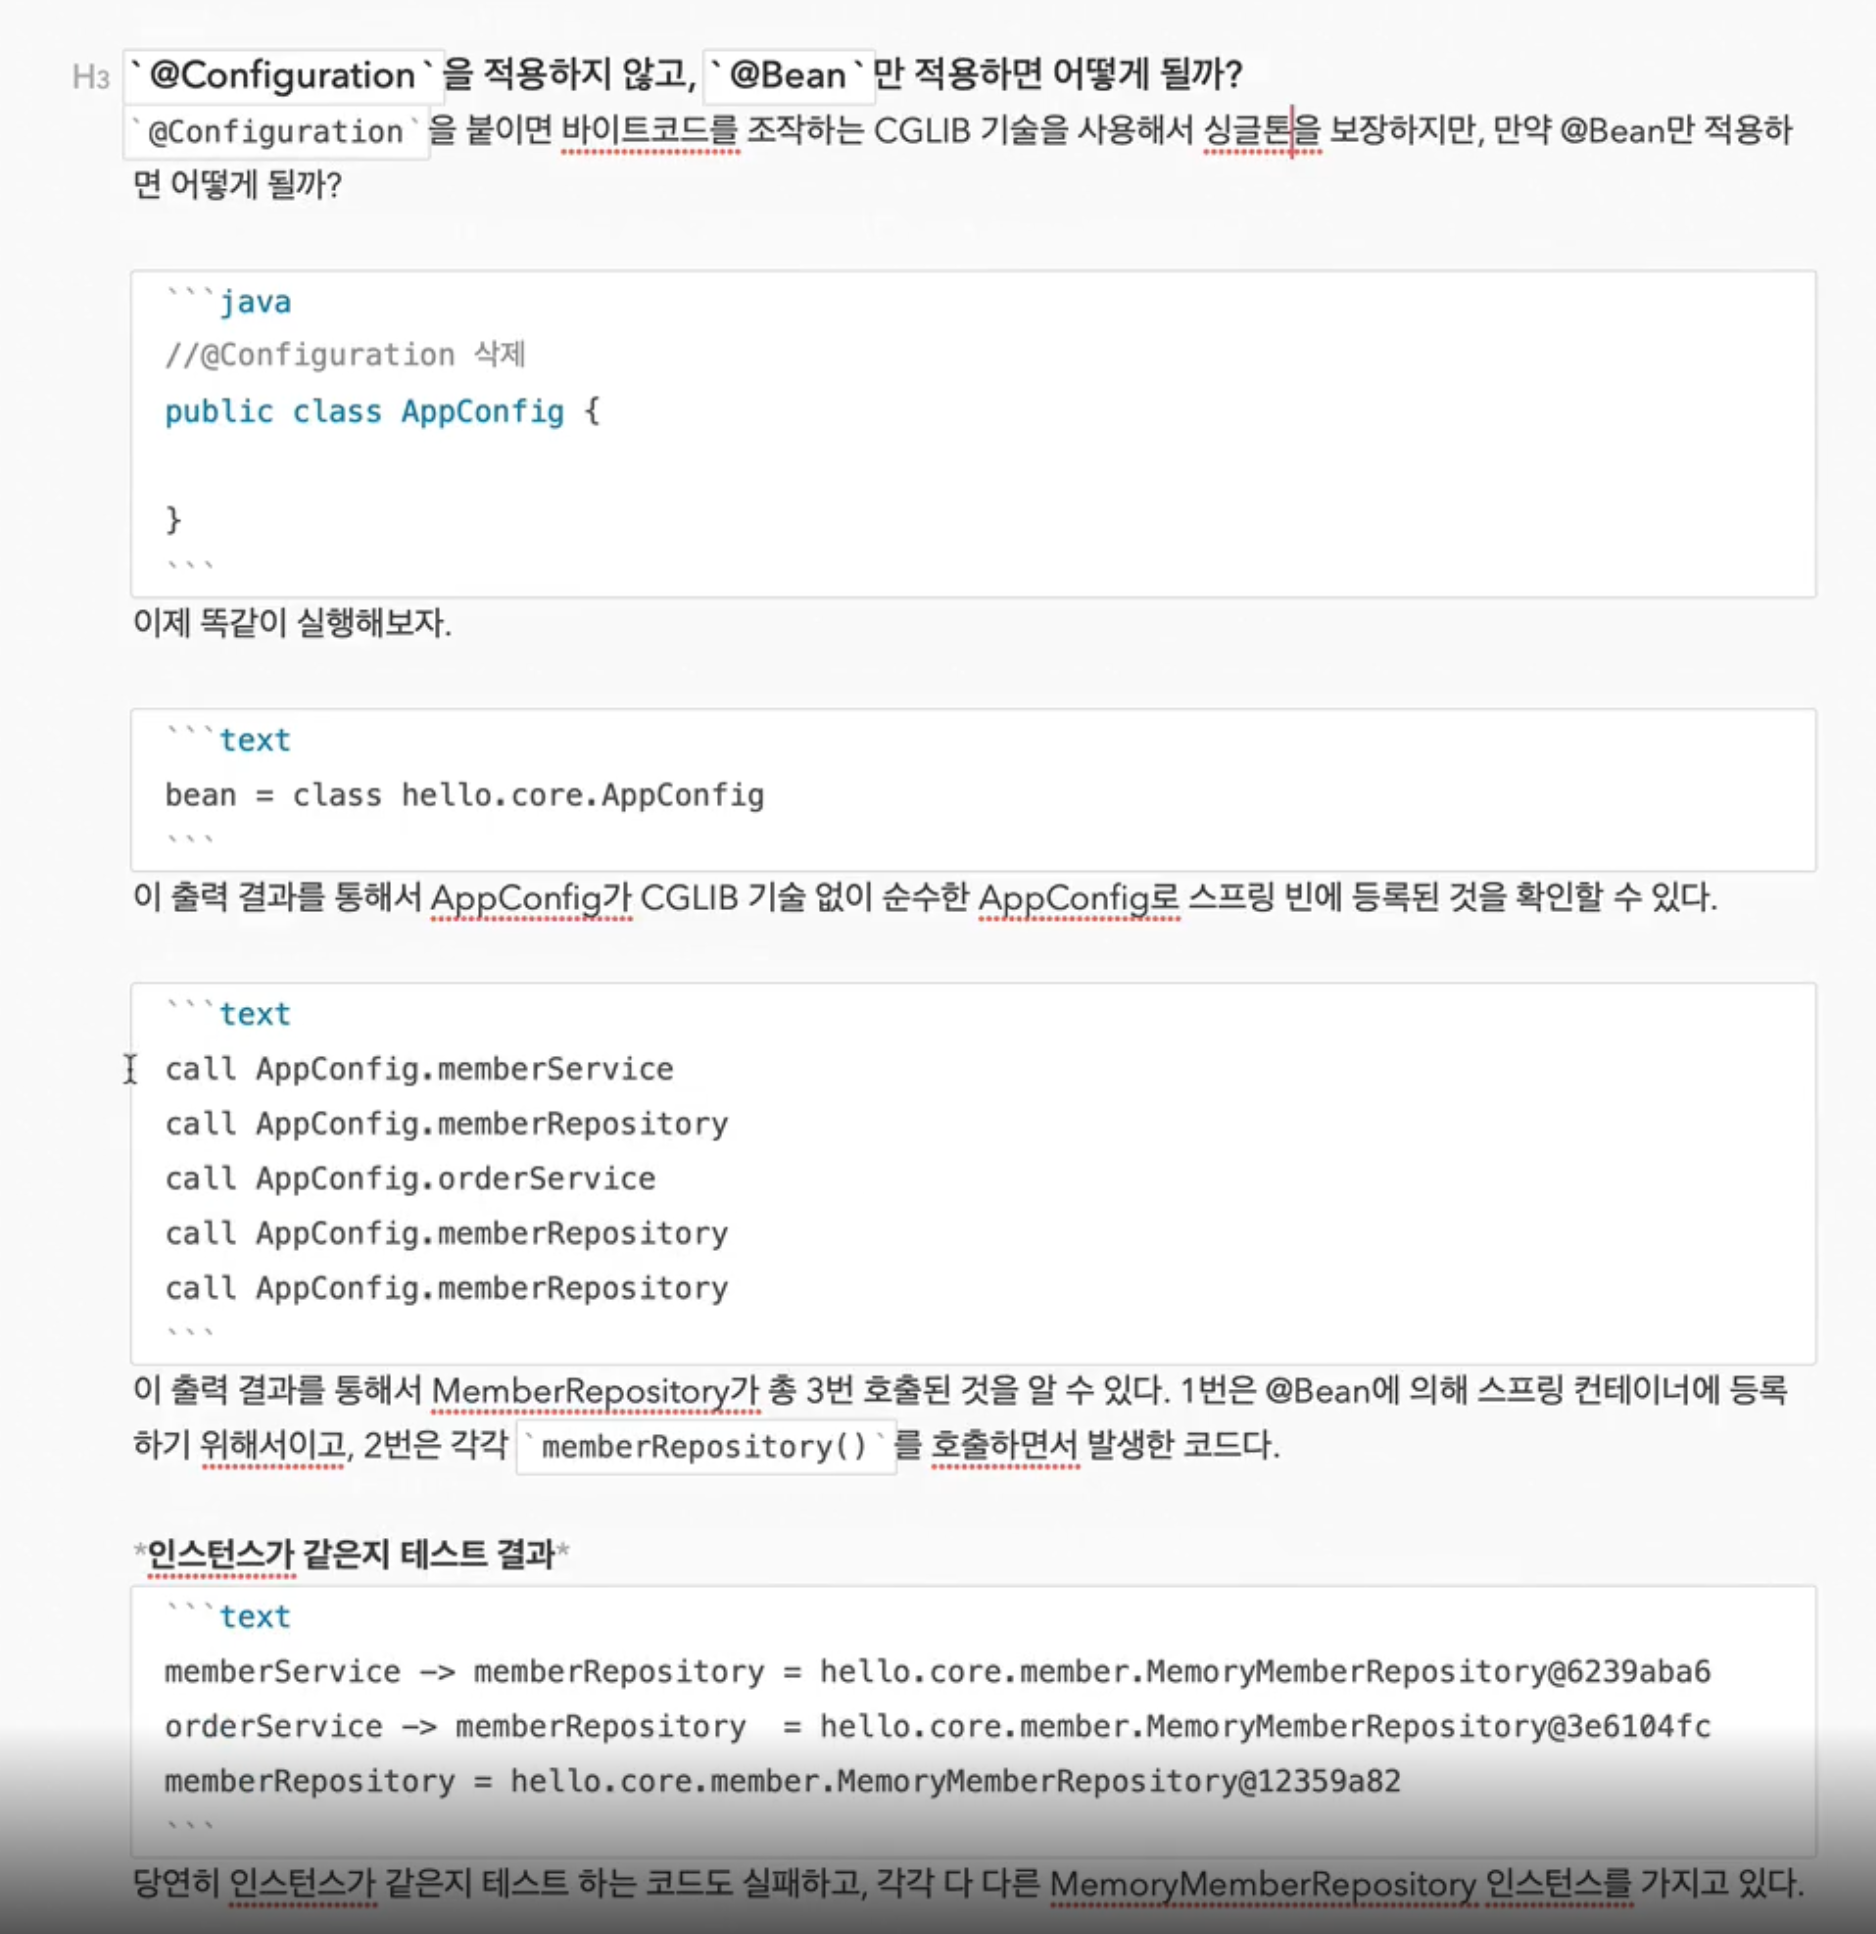 H3 `@Configuration`을 적용하지 않고, `@Bean`만 적용하면 어떻게 될까?
`@Configuration`을 붙이면 바이트코드를 조작하는 CGLIB 기술을 사용해서 싱글톤을 보장하지만, 만약 @Bean만 적용하
면 어떻게 될까?
```java
//@Configuration 삭제
public class AppConfig {
}
```
이제 똑같이 실행해보자.
```text
bean = class hello.core.AppConfig
```
이 출력 결과를 통해서 AppConfig가 CGLIB 기술 없이 순수한 AppConfig로 스프링 빈에 등록된 것을 확인할 수 있다.
```text
call AppConfig.memberService
call AppConfig.memberRepository
call AppConfig.orderService
call AppConfig.memberRepository
call AppConfig.memberRepository
```
이 출력 결과를 통해서 MemberRepository가 총 3번 호출된 것을 알 수 있다. 1번은 @Bean에 의해 스프링 컨테이너에 등록
하기 위해서이고, 2번은 각각 `memberRepository()`를 호출하면서 발생한 코드다.
*인스턴스가 같은지 테스트 결과*
```text
memberService -> memberRepository = hello.core.member.MemoryMemberRepository@6239aba6
orderService -> memberRepository  = hello.core.member.MemoryMemberRepository@3e6104fc
memberRepository = hello.core.member.MemoryMemberRepository@12359a82
```
당연히 인스턴스가 같은지 테스트 하는 코드도 실패하고, 각각 다 다른 MemoryMemberRepository 인스턴스를 가지고 있다.